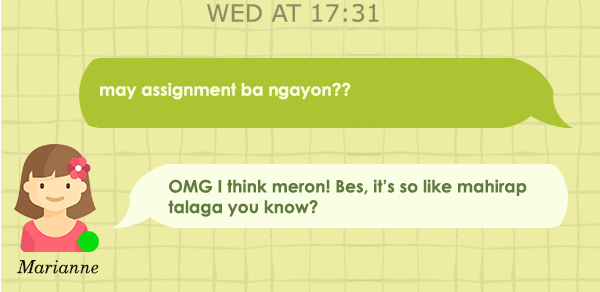 WED AT 17:31
may assignment ba ngayon??
OMG I think meron! Bes, it's so like mahirap
talaga you know?
Marianne